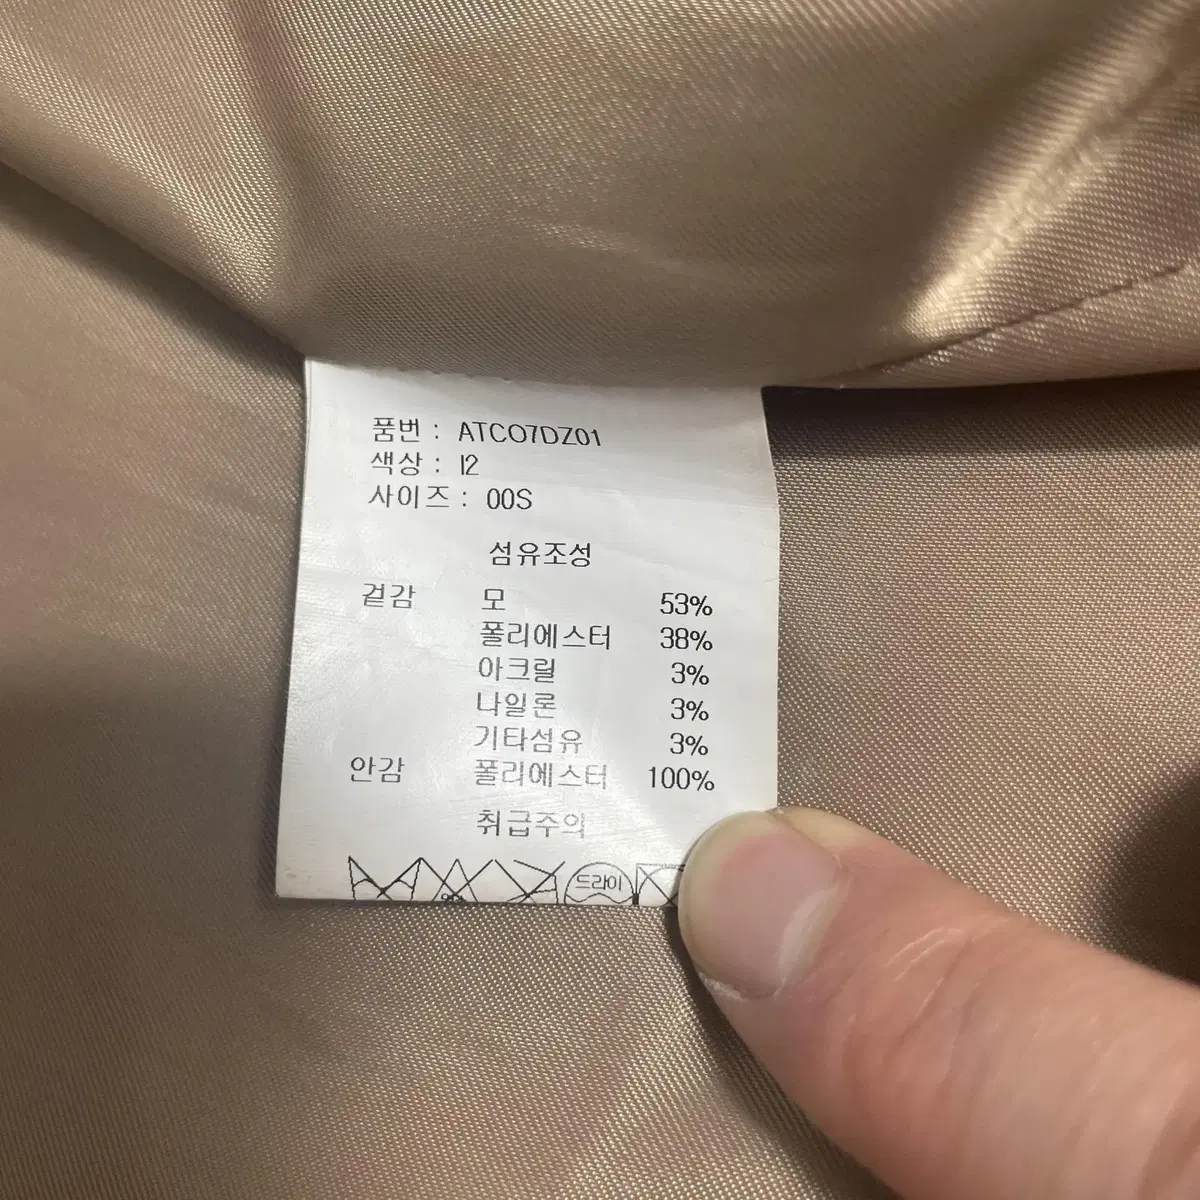 품번 : ATCO7DZ01
색상 : I2
사이즈 : 00S
섬유조성
겉감 모 53%
폴리에스터 38%
아크릴 3%
나일론 3%
기타섬유 3%
안감 폴리에스터 100%
취급주의
드라이